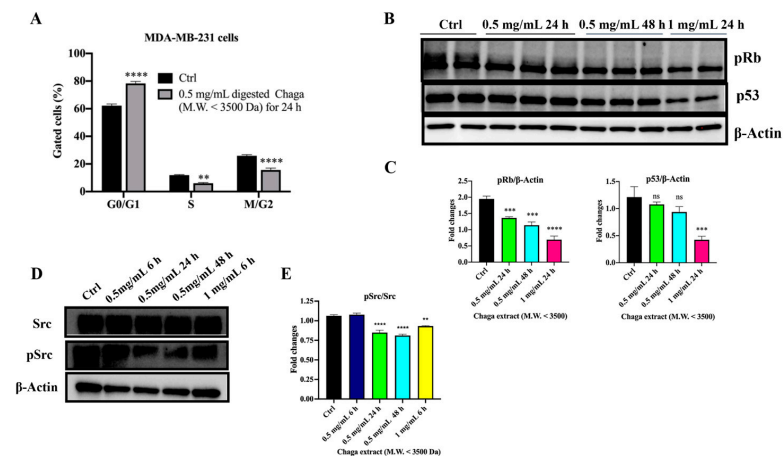 A
MDA-MB-231 cells
Gated cells (%)
100
80
60
40
20
0
****
**
****
Ctrl
0.5 mg/mL digested Chaga
(M.W. < 3500 Da) for 24 h
G0/G1
S
M/G2
B
Ctrl
0.5 mg/mL 24 h
0.5 mg/mL 48 h
1 mg/mL 24 h
pRb
p53
β-Actin
C
pRb/β-Actin
Fold changes
2.0
1.5
1.0
0.5
0.0
***
***
****
Ctrl
0.5 mg/mL 24 h
0.5 mg/mL 48 h
1 mg/mL 24 h
Chaga extract (M.W. < 3500)
p53/β-Actin
Fold changes
1.5
1.0
0.5
0.0
ns
ns
***
Ctrl
0.5 mg/mL 24 h
0.5 mg/mL 48 h
1 mg/mL 24 h
Chaga extract (M.W. < 3500)
D
Ctrl
0.5mg/mL 6 h
0.5mg/mL 24 h
0.5mg/mL 48 h
1 mg/mL 6 h
Src
pSrc
β-Actin
E
pSrc/Src
Fold changes
1.25
1.00
0.75
0.50
0.25
0.00
****
****
**
Ctrl
0.5 mg/mL 6 h
0.5 mg/mL 24 h
0.5 mg/mL 48 h
1 mg/mL 6 h
Chaga extract (M.W. < 3500 Da)